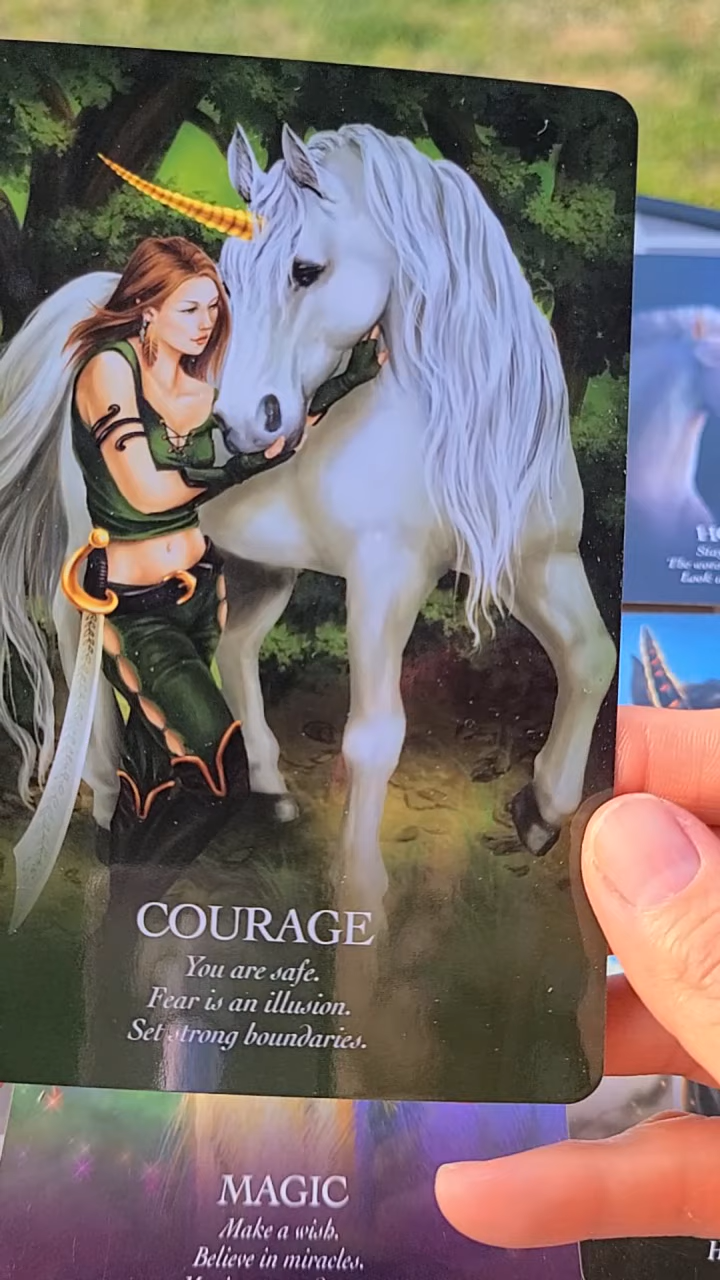 COURAGE
You are safe.
Fear is an illusion.
Set strong boundaries.
MAGIC
Make a wish.
Believe in miracles.